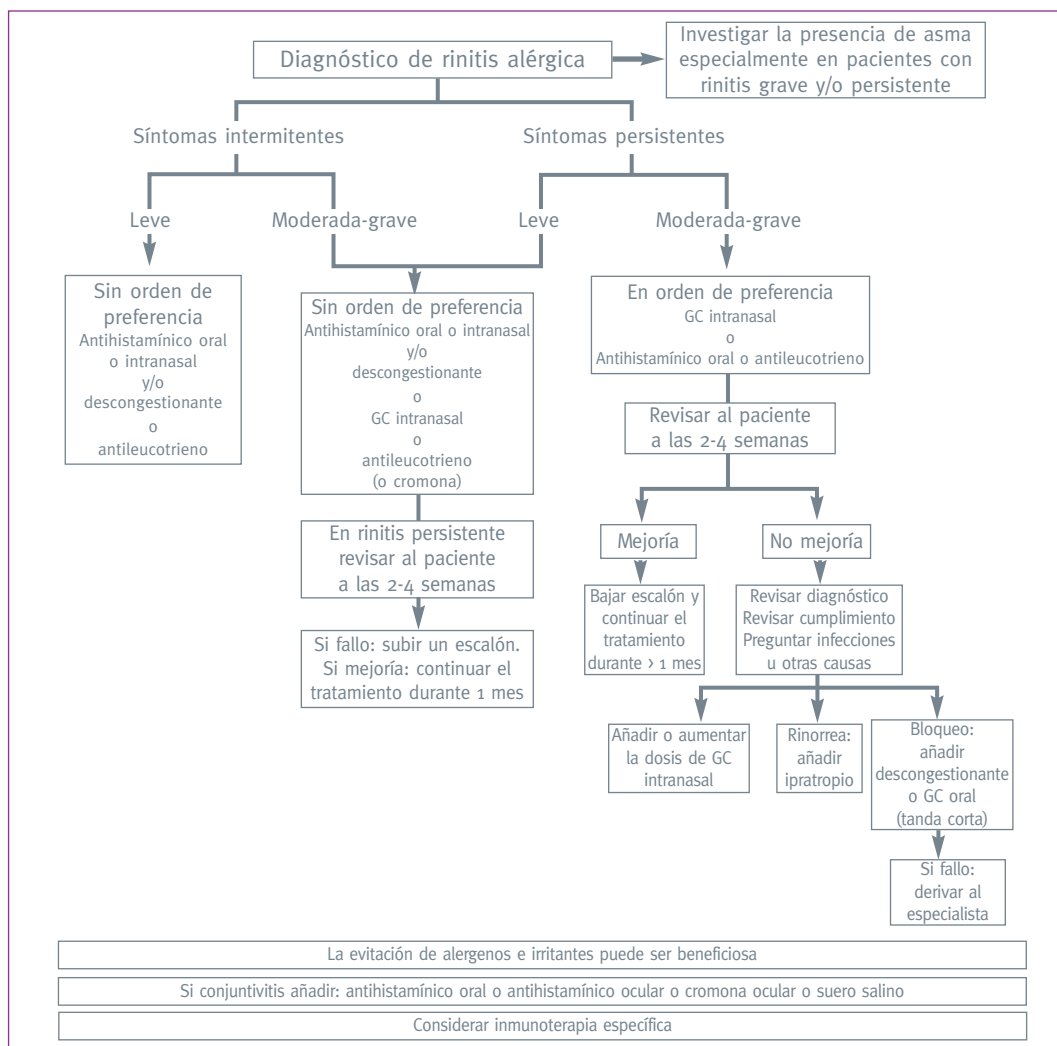 Diagnóstico de rinitis alérgica
Investigar la presencia de asma
especialmente en pacientes con
rinitis grave y/o persistente
Síntomas intermitentes
Síntomas persistentes
Leve
Moderada-grave
Leve
Moderada-grave
Sin orden de
preferencia
Antihistamínico oral
o intranasal
y/o
descongestionante
o
antileucotrieno
Sin orden de preferencia
Antihistamínico oral o intranasal
y/o
descongestionante
o
GC intranasal
o
antileucotrieno
(o cromona)
En rinitis persistente
revisar al paciente
a las 2-4 semanas
Si fallo: subir un escalón.
Si mejoría: continuar el
tratamiento durante 1 mes
En orden de preferencia
GC intranasal
o
Antihistamínico oral o antileucotrieno
Revisar al paciente
a las 2-4 semanas
Mejoría
No mejoría
Bajar escalón y
continuar el
tratamiento
durante > 1 mes
Revisar diagnóstico
Revisar cumplimiento
Preguntar infecciones
u otras causas
Añadir o aumentar
la dosis de GC
intranasal
Rinorrea:
añadir
ipratropio
Bloqueo:
añadir
descongestionante
o GC oral
(tanda corta)
Si fallo:
derivar al
especialista
La evitación de alergenos e irritantes puede ser beneficiosa
Si conjuntivitis añadir: antihistamínico oral o antihistamínico ocular o cromona ocular o suero salino
Considerar inmunoterapia específica